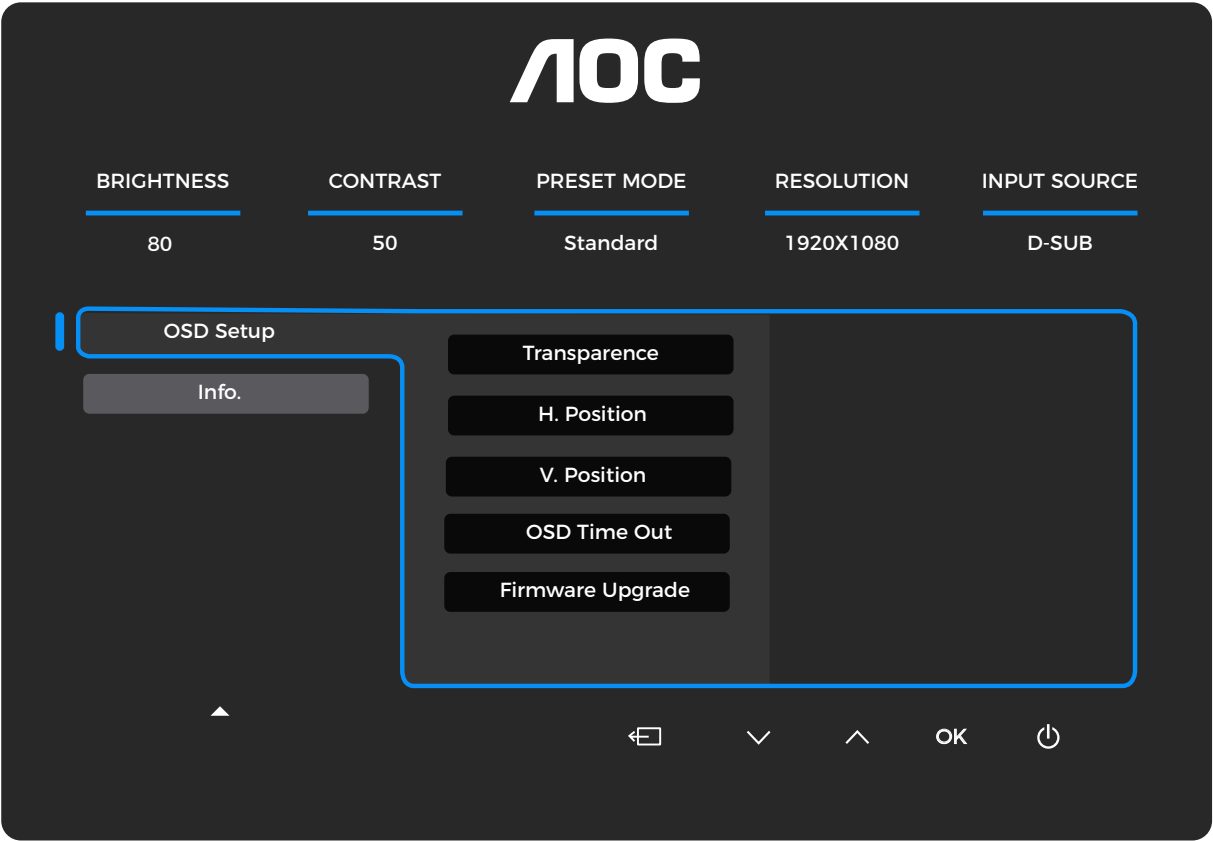 AOC
BRIGHTNESS CONTRAST PRESET MODE RESOLUTION INPUT SOURCE
80 50 Standard 1920X1080 D-SUB
OSD Setup
Info.
Transparence
H. Position
V. Position
OSD Time Out
Firmware Upgrade
OK